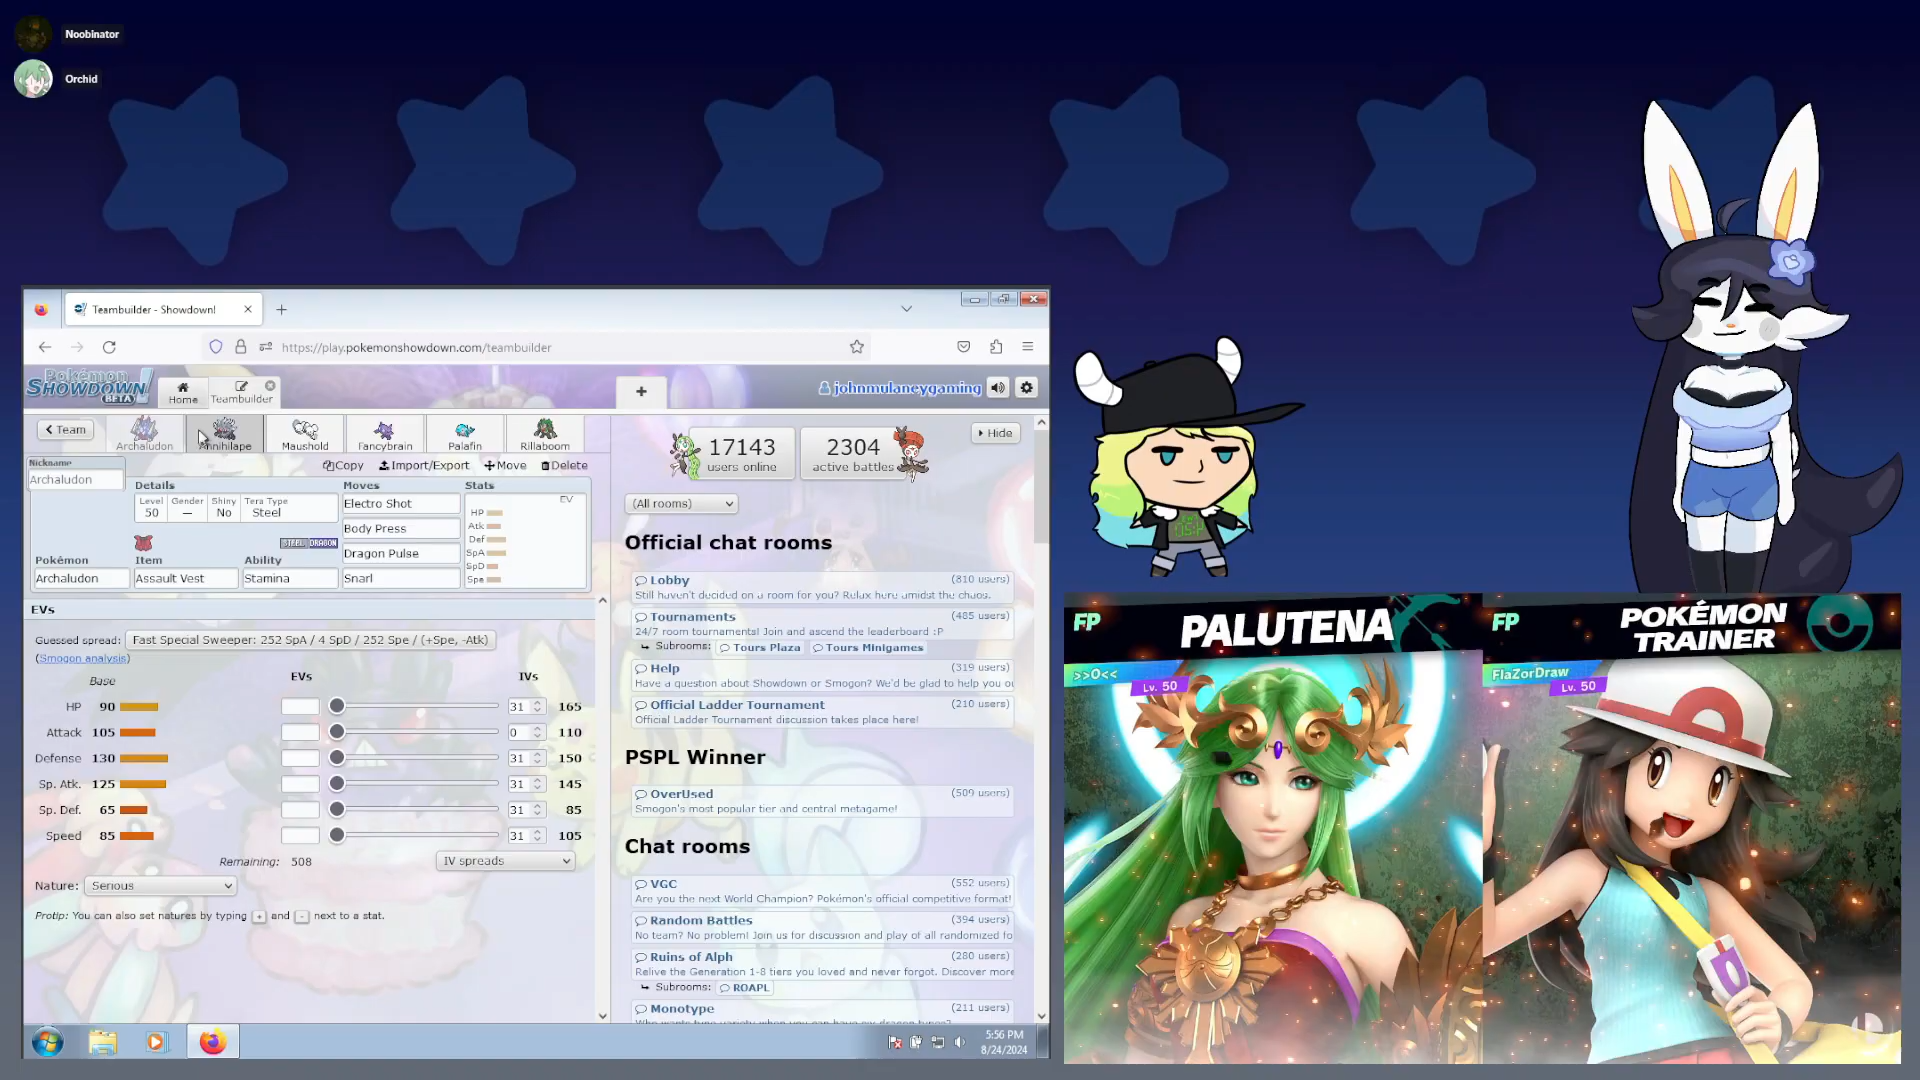 Noobinator
Orchid
Teambuilder - Showdown!
https://play.pokemonshowdown.com/teambuilder
Pokémon
SHOWDOWN!
BETA
Home
Teambuilder
johnmulaneygaming
Team
Archaludon
Annihilape
Maushold
Fancybrain
Palafin
Rillaboom
Copy
Import/Export
Move
Delete
Nickname
Archaludon
Details
Level
50
Gender
—
Shiny
No
Tera Type
Steel
STEEL DRAGON
Pokémon
Archaludon
Item
Assault Vest
Ability
Stamina
Moves
Electro Shot
Body Press
Dragon Pulse
Snarl
Stats
EV
HP
Atk
Def
SpA
SpD
Spe
EVs
Guessed spread: Fast Special Sweeper: 252 SpA / 4 SpD / 252 Spe / (+Spe, -Atk)
(Smogon analysis)
Base EVs IVs
HP 90 31 165
Attack 105 0 110
Defense 130 31 150
Sp. Atk. 125 31 145
Sp. Def. 65 31 85
Speed 85 31 105
Remaining: 508 IV spreads
Nature: Serious
Protip: You can also set natures by typing + and - next to a stat.
17143
users online
2304
active battles
Hide
(All rooms)
Official chat rooms
Lobby (810 users)
Still haven't decided on a room for you? Relax here amidst the chaos.
Tournaments (485 users)
24/7 room tournaments! Join and ascend the leaderboard :P
Subrooms: Tours Plaza Tours Minigames
Help (319 users)
Have a question about Showdown or Smogon? We'd be glad to help you o
Official Ladder Tournament (210 users)
Official Ladder Tournament discussion takes place here!
PSPL Winner
OverUsed (509 users)
Smogon's most popular tier and central metagame!
Chat rooms
VGC (552 users)
Are you the next World Champion? Pokémon's official competitive format!
Random Battles (394 users)
No team? No problem! Join us for discussion and play of all randomized fo
Ruins of Alph (280 users)
Relive the Generation 1-8 tiers you loved and never forgot. Discover more
Subrooms: ROAPL
Monotype (211 users)
5:56 PM
8/24/2024
FP
PALUTENA
>>O<<
Lv. 50
FP
POKÉMON
TRAINER
FlaZorDraw
Lv. 50